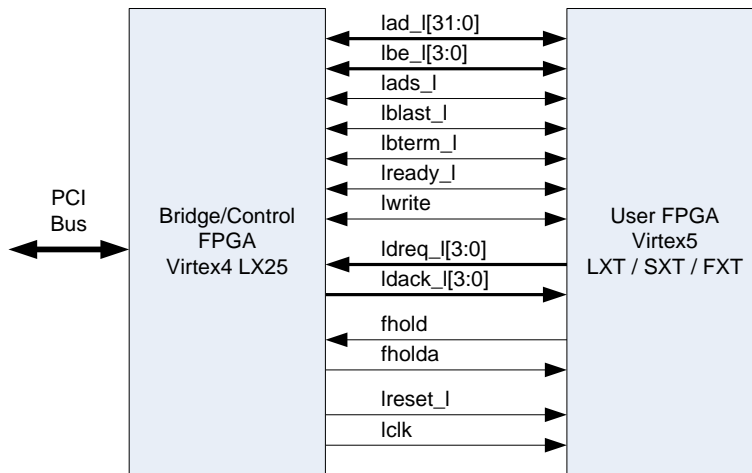 lad_l[31:0]
lbe_l[3:0]
lads_l
lblast_l
lbterm_l
lready_l
lwrite
PCI
Bus
Bridge/Control
FPGA
Virtex4 LX25
User FPGA
Virtex5
LXT / SXT / FXT
ldreq_l[3:0]
ldack_l[3:0]
fhold
fholda
lreset_l
lclk